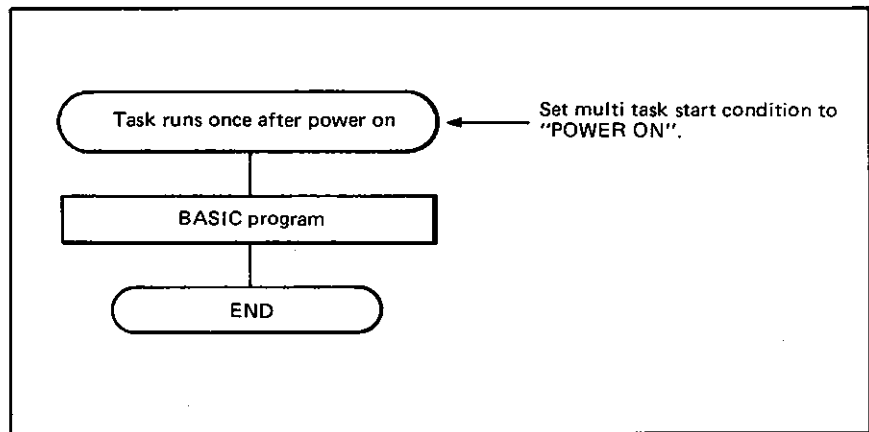 Task runs once after power on
Set multi task start condition to
"POWER ON".
BASIC program
END